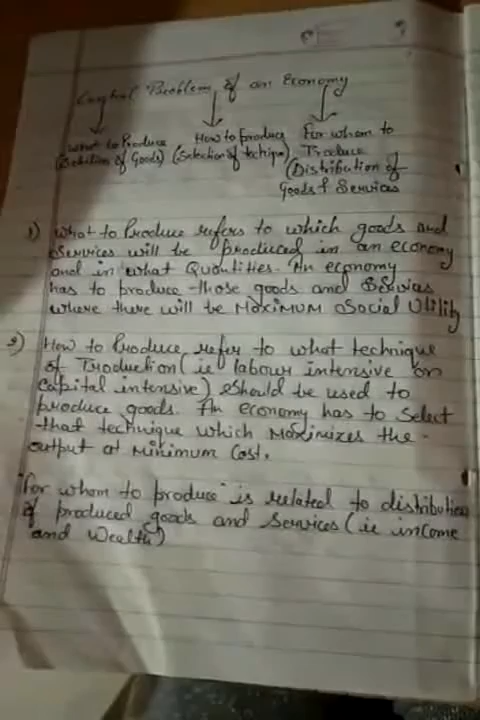 Central Problem of an Economy
What to Produce
(Selection of Goods)
How to produce
(Selection of technique)
For whom to
Produce
(Distribution of
Goods & Services
1) What to Produce refers to which goods and
Services will be produced in an economy
and in what Quantities. An economy
has to produce those goods and Services
where there will be Maximum Social Utility
2) How to Produce refer to what technique
of Production (ie labour intensive or
Capital intensive) should be used to
produce goods. An economy has to Select
that technique which Maximizes the
output at Minimum Cost.
"For whom to produce" is related to distribution
of produced goods and Services (ie income
and Wealth)